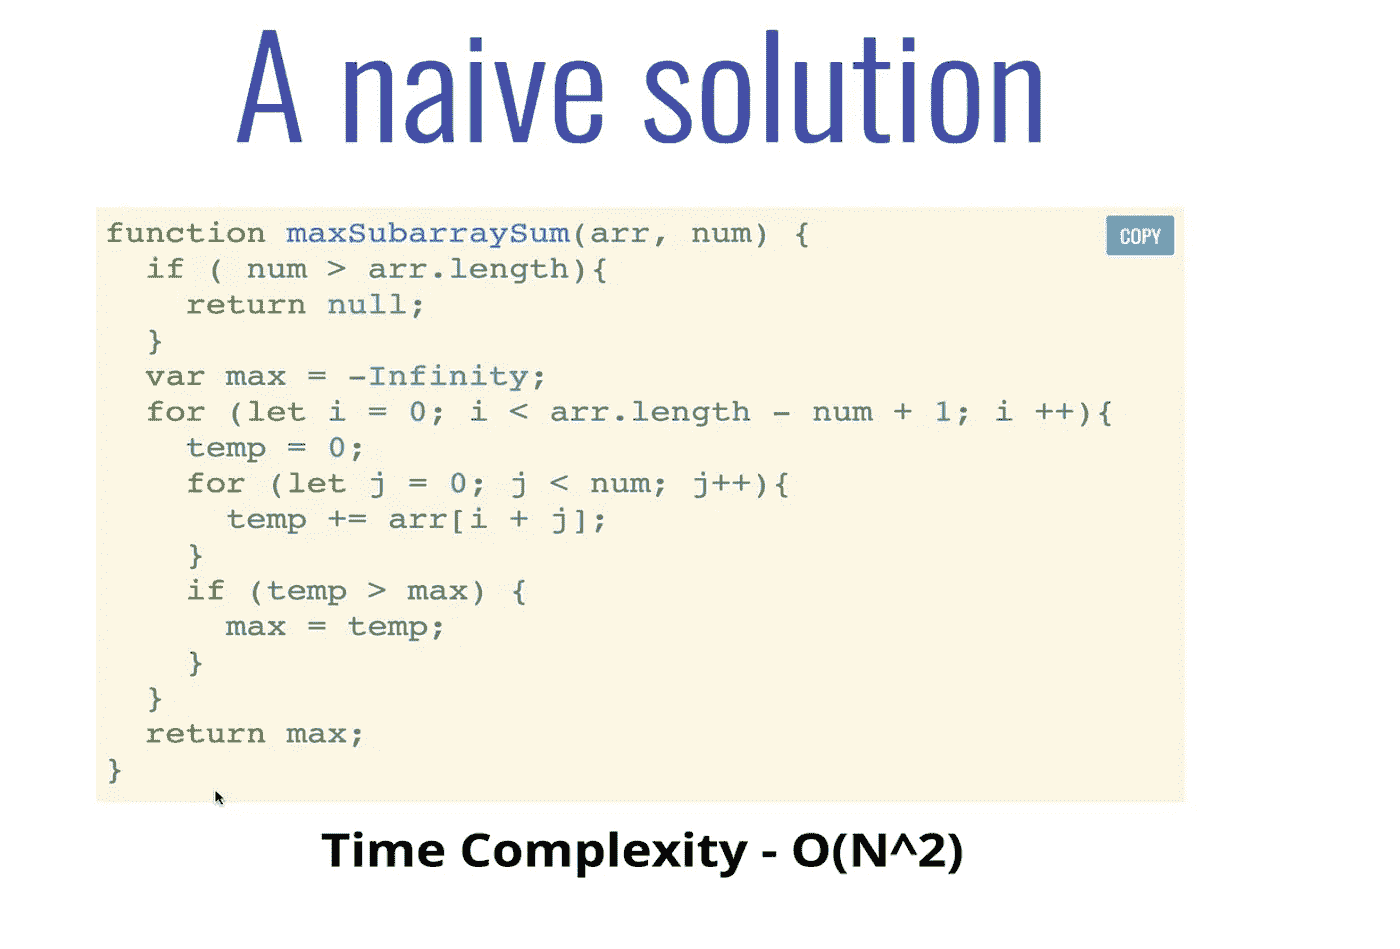 A naive solution
COPY
function maxSubarraySum(arr, num) {
  if ( num > arr.length){
    return null;
  }
  var max = -Infinity;
  for (let i = 0; i < arr.length - num + 1; i ++){
    temp = 0;
    for (let j = 0; j < num; j++){
      temp += arr[i + j];
    }
    if (temp > max) {
      max = temp;
    }
  }
  return max;
}
Time Complexity - O(N^2)